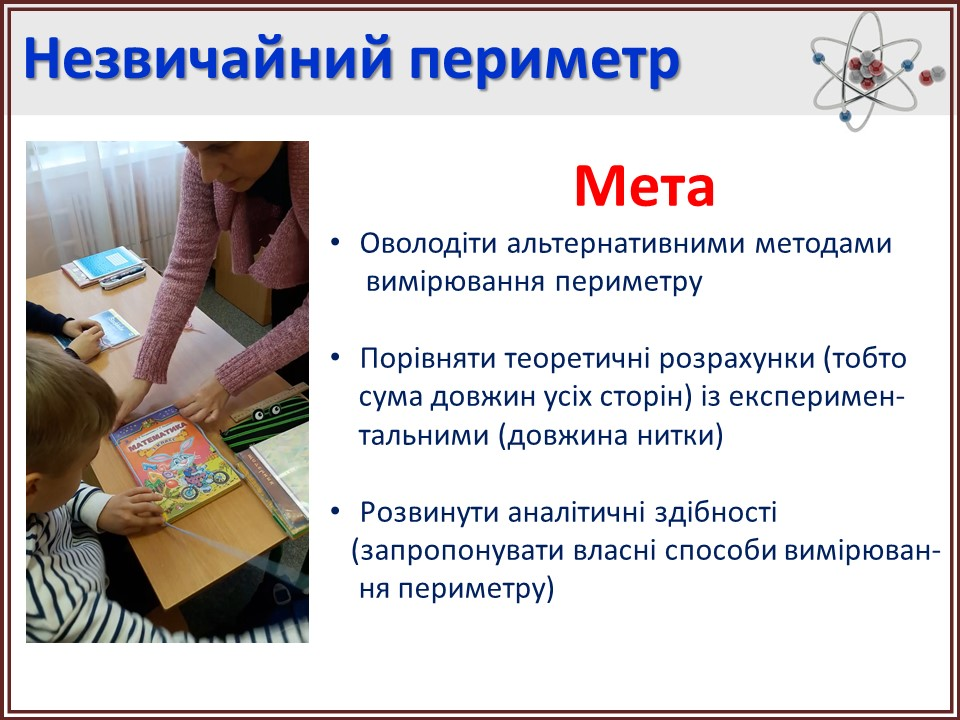 Незвичайний периметр
Мета
• Оволодіти альтернативними методами
вимірювання периметру
• Порівняти теоретичні розрахунки (тобто
сума довжин усіх сторін) із експеримен-
тальними (довжина нитки)
• Розвинути аналітичні здібності
(запропонувати власні способи вимірюван-
ня периметру)
МАТЕМАТИКА